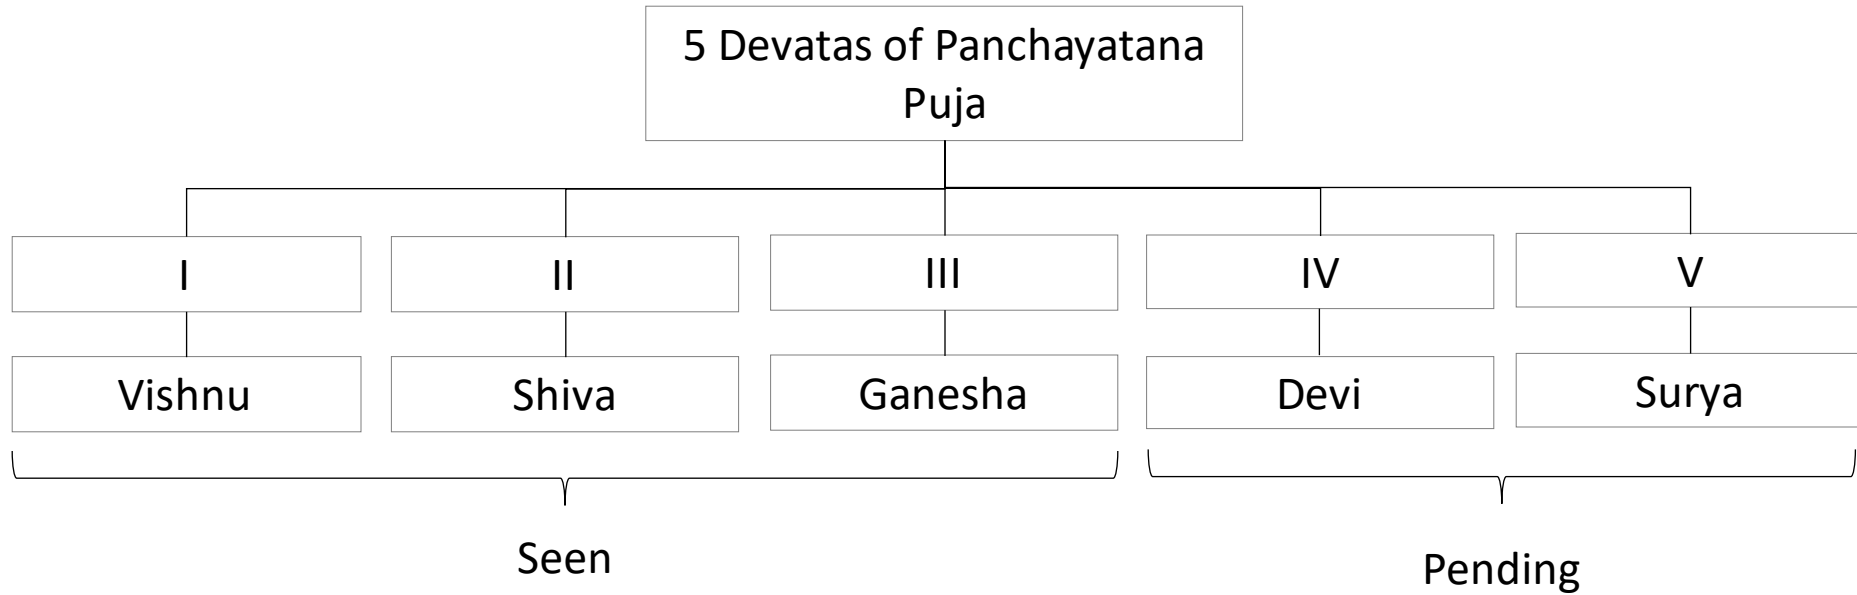 5 Devatas of Panchayatana
Puja
I
II
III
IV
V
Vishnu
Shiva
Ganesha
Devi
Surya
Seen
Pending